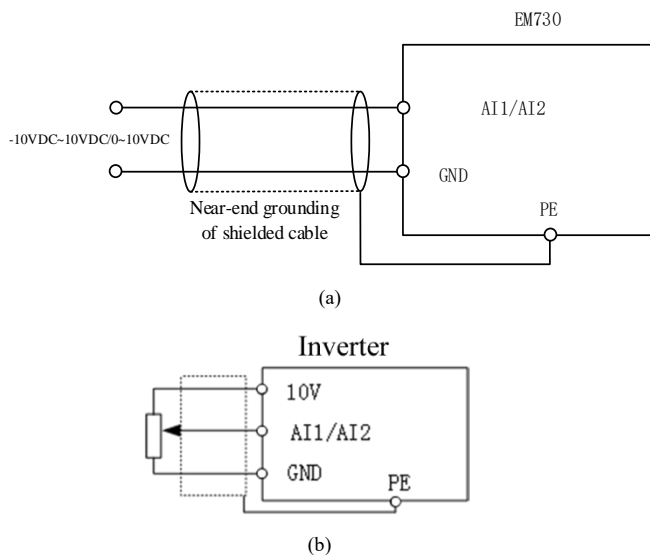 EM730
AI1/AI2
-10VDC~10VDC/0~10VDC
GND
Near-end grounding
of shielded cable
PE
(a)
Inverter
10V
AI1/AI2
GND
PE
(b)